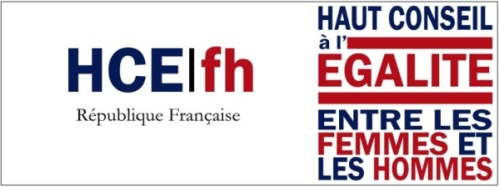 HCE|fh
République Française
HAUT CONSEIL
à l'
EGALITE
ENTRE LES
FEMMES ET
LES HOMMES